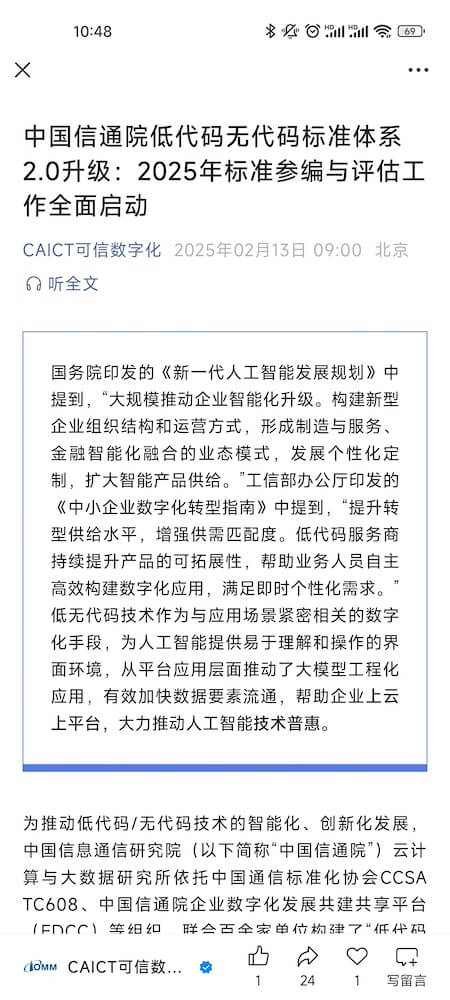 10:48
HD
HD
69
中国信通院低代码无代码标准体系
2.0升级：2025年标准参编与评估工
作全面启动
CAICT可信数字化 2025年02月13日 09:00 北京
听全文
国务院印发的《新一代人工智能发展规划》中
提到，“大规模推动企业智能化升级。构建新型
企业组织结构和运营方式，形成制造与服务、
金融智能化融合的业态模式，发展个性化定
制，扩大智能产品供给。”工信部办公厅印发的
《中小企业数字化转型指南》中提到，“提升转
型供给水平，增强供需匹配度。低代码服务商
持续提升产品的可拓展性，帮助业务人员自主
高效构建数字化应用，满足即时个性化需求。”
低无代码技术作为与应用场景紧密相关的数字
化手段，为人工智能提供易于理解和操作的界
面环境，从平台应用层面推动了大模型工程化
应用，有效加快数据要素流通，帮助企业上云
上平台，大力推动人工智能技术普惠。
为推动低代码/无代码技术的智能化、创新化发展，
中国信息通信研究院（以下简称“中国信通院”）云计
算与大数据研究所依托中国通信标准化协会CCSA
TC608、中国信通院企业数字化发展共建共享平台
（EDCC）等组织，联合百余家单位构建了“低代码
IOMM CAICT可信数...
1
24
1
写留言